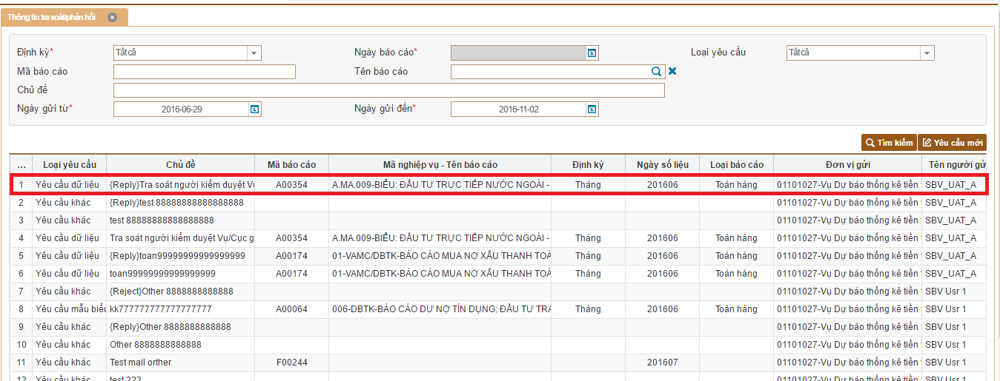 Thông tin tra soát/phản hồi
Định kỳ* Tất cả Ngày báo cáo* Loại yêu cầu Tất cả
Mã báo cáo Tên báo cáo
Chủ đề
Ngày gửi từ* 2016-06-29 Ngày gửi đến* 2016-11-02
Tìm kiếm Yêu cầu mới
... Loại yêu cầu Chủ đề Mã báo cáo Mã nghiệp vụ - Tên báo cáo Định kỳ Ngày số liệu Loại báo cáo Đơn vị gửi Tên người gử
1 Yêu cầu dữ liệu {Reply}Tra soát người kiểm duyệt Vụ A00354 A.MA.009-BIỂU: ĐẦU TƯ TRỰC TIẾP NƯỚC NGOÀI - Tháng 201606 Toàn hàng 01101027-Vụ Dự báo thống kê tiền SBV_UAT_A
2 Yêu cầu khác {Reply}test 88888888888888888 01101027-Vụ Dự báo thống kê tiền SBV_UAT_A
3 Yêu cầu khác test 88888888888888888 01101027-Vụ Dự báo thống kê tiền SBV_UAT_A
4 Yêu cầu dữ liệu Tra soát người kiểm duyệt Vụ/Cục g A00354 A.MA.009-BIỂU: ĐẦU TƯ TRỰC TIẾP NƯỚC NGOÀI - Tháng 201606 Toàn hàng 01101027-Vụ Dự báo thống kê tiền SBV_UAT_A
5 Yêu cầu dữ liệu {Reply}toan99999999999999999 A00174 01-VAMC/DBTK-BÁO CÁO MUA NỢ XẤU THANH TOÁ Tháng 201606 Toàn hàng 01101027-Vụ Dự báo thống kê tiền SBV_UAT_A
6 Yêu cầu dữ liệu toan99999999999999999 A00174 01-VAMC/DBTK-BÁO CÁO MUA NỢ XẤU THANH TOÁ Tháng 201606 Toàn hàng 01101027-Vụ Dự báo thống kê tiền SBV_UAT_A
7 Yêu cầu khác {Reject}Other 8888888888888 01101027-Vụ Dự báo thống kê tiền SBV Usr 1
8 Yêu cầu mẫu biểu kk777777777777777777 A00064 006-DBTK-BÁO CÁO DƯ NỢ TÍN DỤNG; ĐẦU TƯ TRÁ Tháng 201606 Toàn hàng 01101027-Vụ Dự báo thống kê tiền SBV Usr 1
9 Yêu cầu khác {Reply}Other 8888888888888 01101027-Vụ Dự báo thống kê tiền SBV Usr 1
10 Yêu cầu khác Other 8888888888888 01101027-Vụ Dự báo thống kê tiền SBV Usr 1
11 Yêu cầu khác Test mail orther F00244 201607 01101027-Vụ Dự báo thống kê tiền SBV Usr 1
12 Yêu cầu khác test 222 01101027-Vụ Dự báo thống kê tiền SBV Usr 1